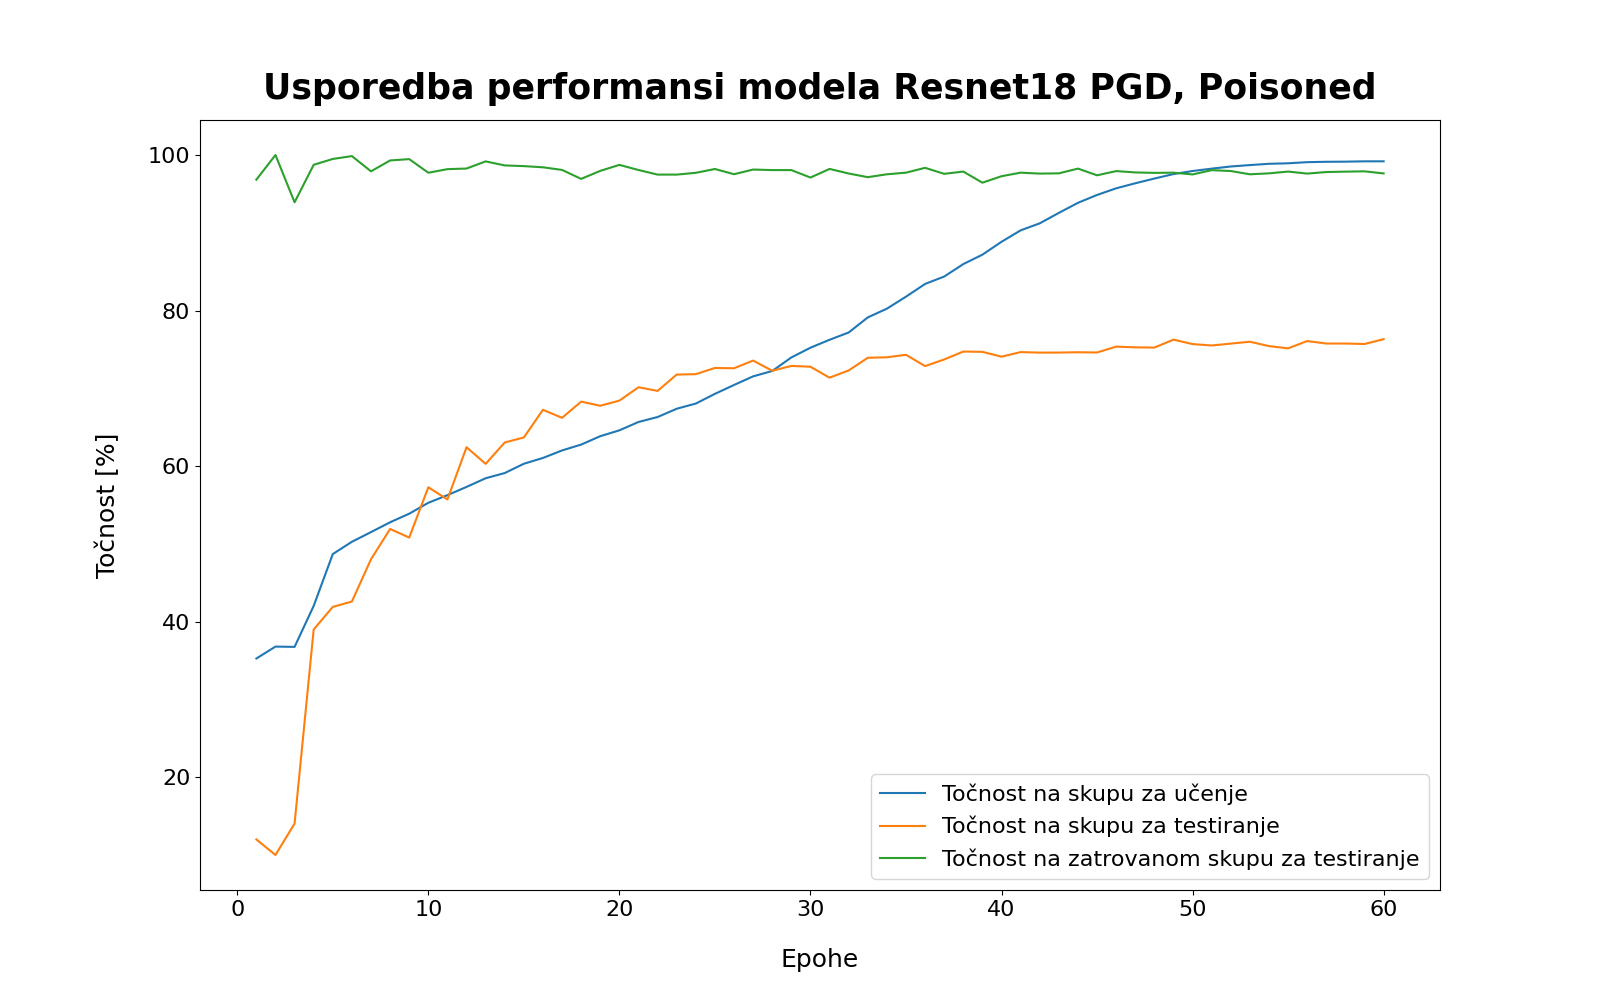 Usporedba performansi modela Resnet18 PGD, Poisoned
Točnost [%]
100
80
60
40
20
0 10 20 30 40 50 60
Epohe
Točnost na skupu za učenje
Točnost na skupu za testiranje
Točnost na zatrovanom skupu za testiranje